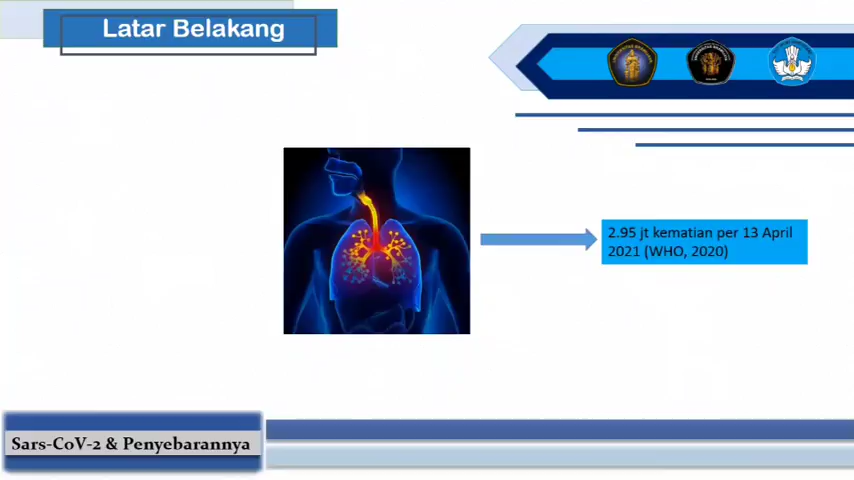 Latar Belakang
2.95 jt kematian per 13 April
2021 (WHO, 2020)
Sars-CoV-2 & Penyebarannya